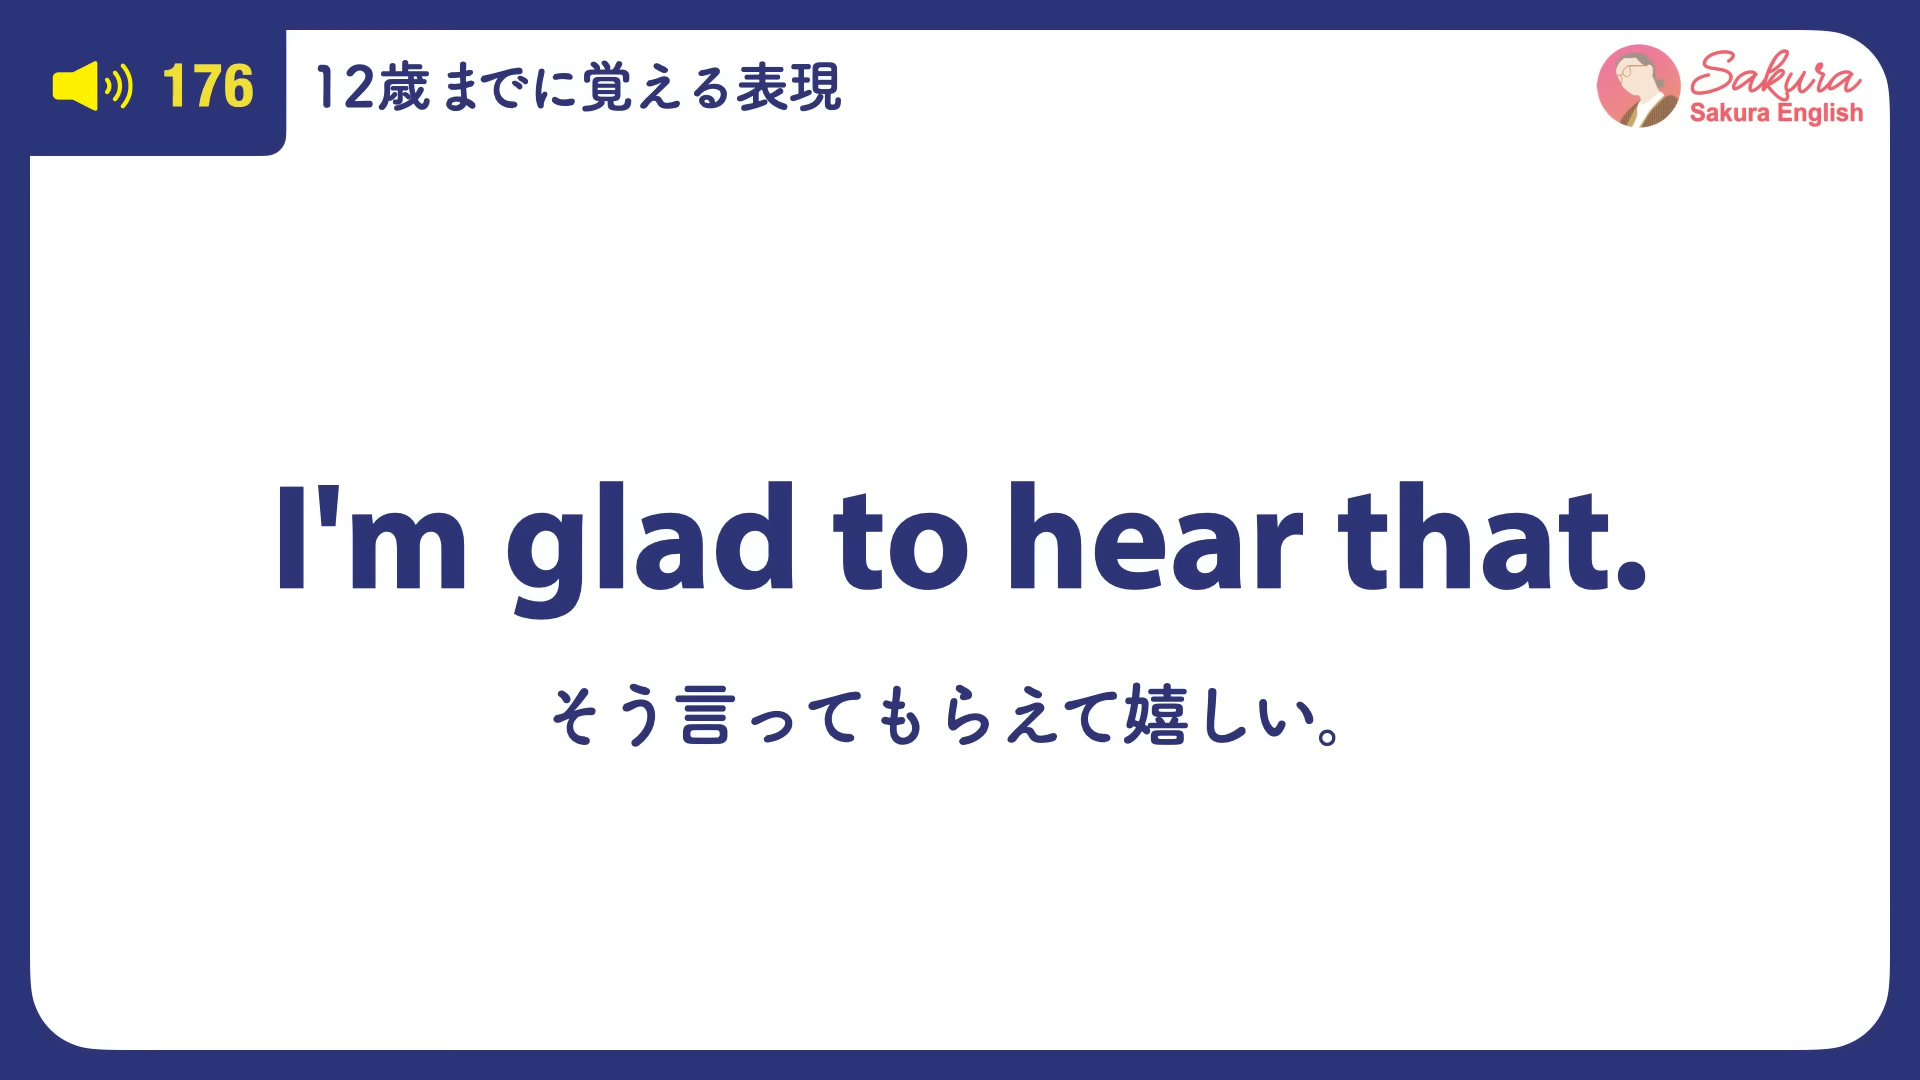 176
12歳までに覚える表現
Sakura
Sakura English
I'm glad to hear that.
そう言ってもらえて嬉しい。